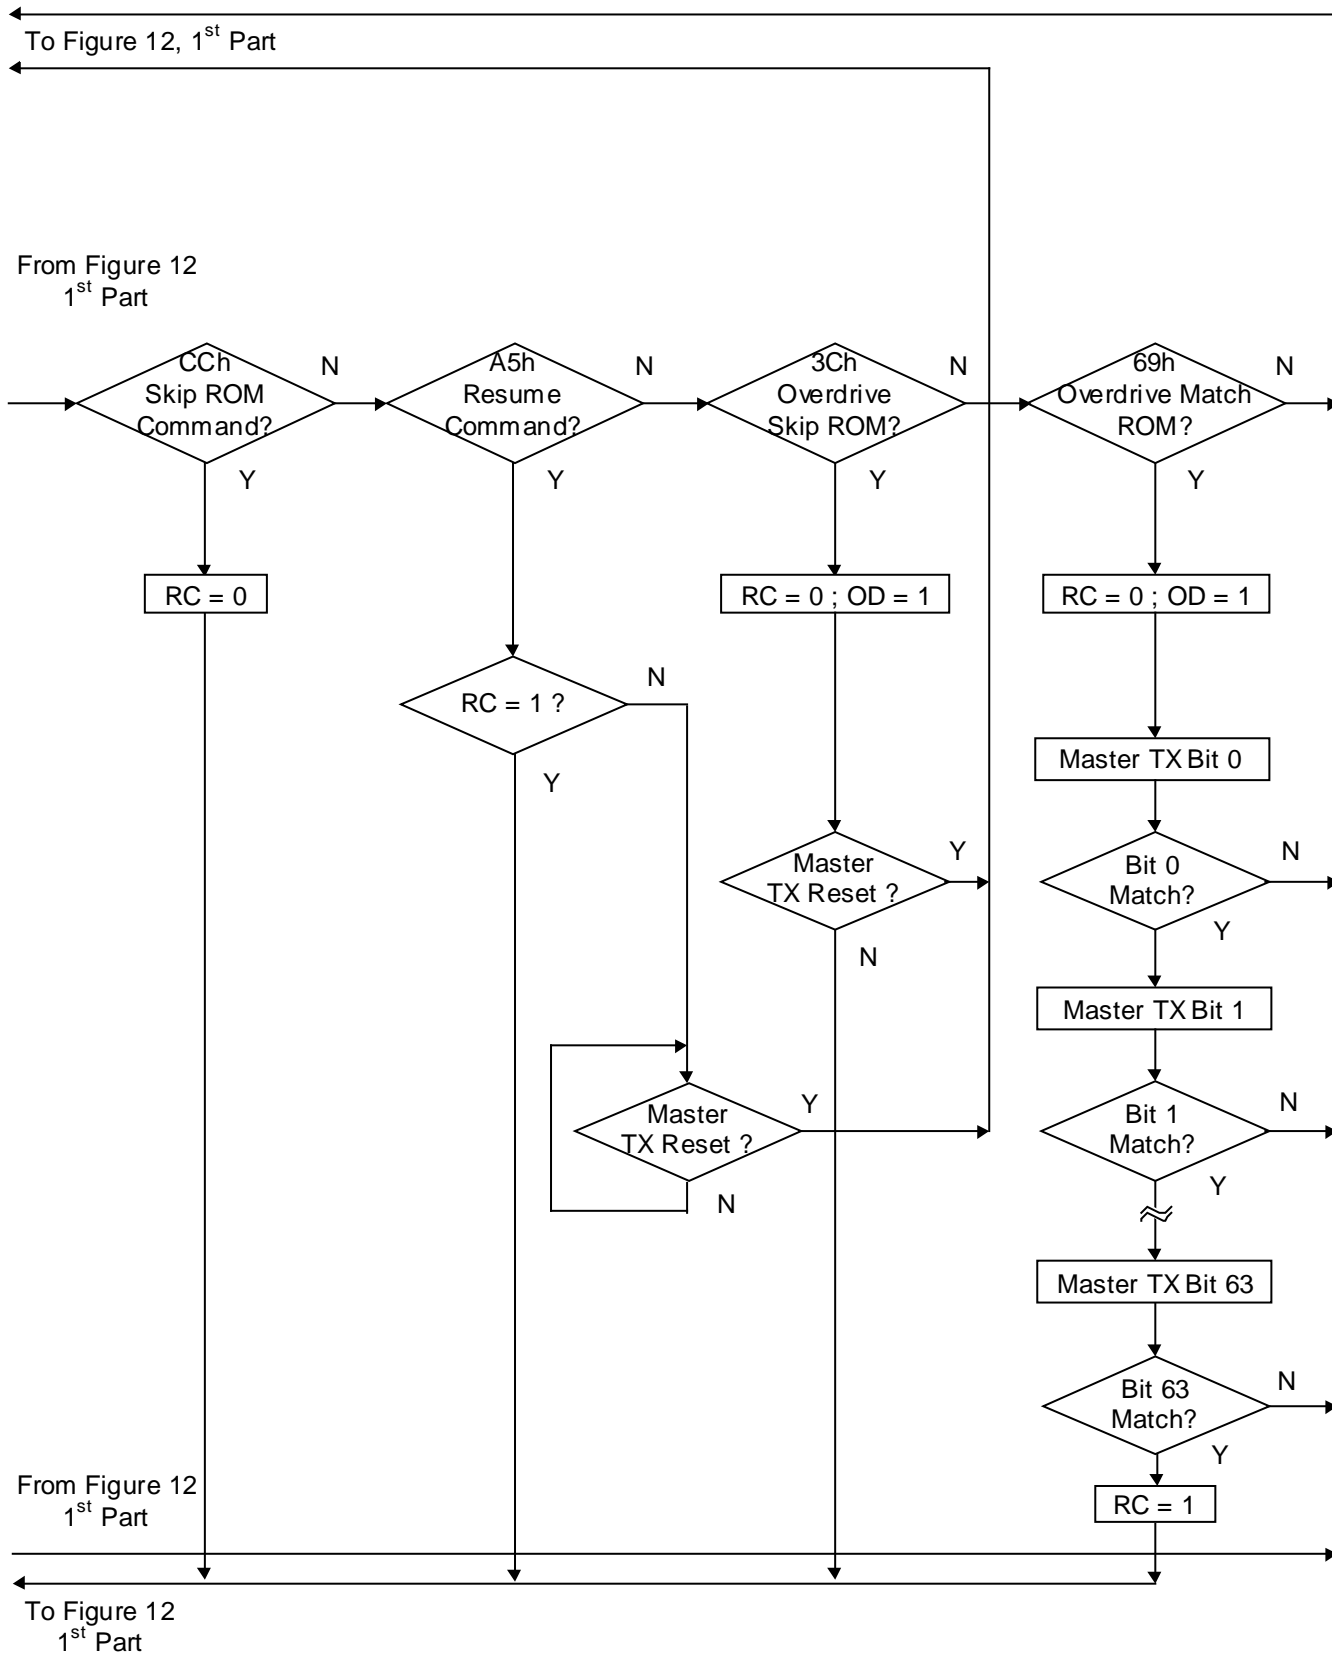 To Figure 12, 1st Part
From Figure 12
1st Part
CCh
Skip ROM
Command?
N
Y
A5h
Resume
Command?
N
Y
3Ch
Overdrive
Skip ROM?
N
Y
69h
Overdrive Match
ROM?
N
Y
RC = 0
RC = 0 ; OD = 1
RC = 0 ; OD = 1
RC = 1 ?
N
Y
Master TX Bit 0
Master
TX Reset ?
Y
N
Bit 0
Match?
N
Y
Master TX Bit 1
Master
TX Reset ?
Y
N
Bit 1
Match?
N
Y
Master TX Bit 63
Bit 63
Match?
N
Y
RC = 1
From Figure 12
1st Part
To Figure 12
1st Part